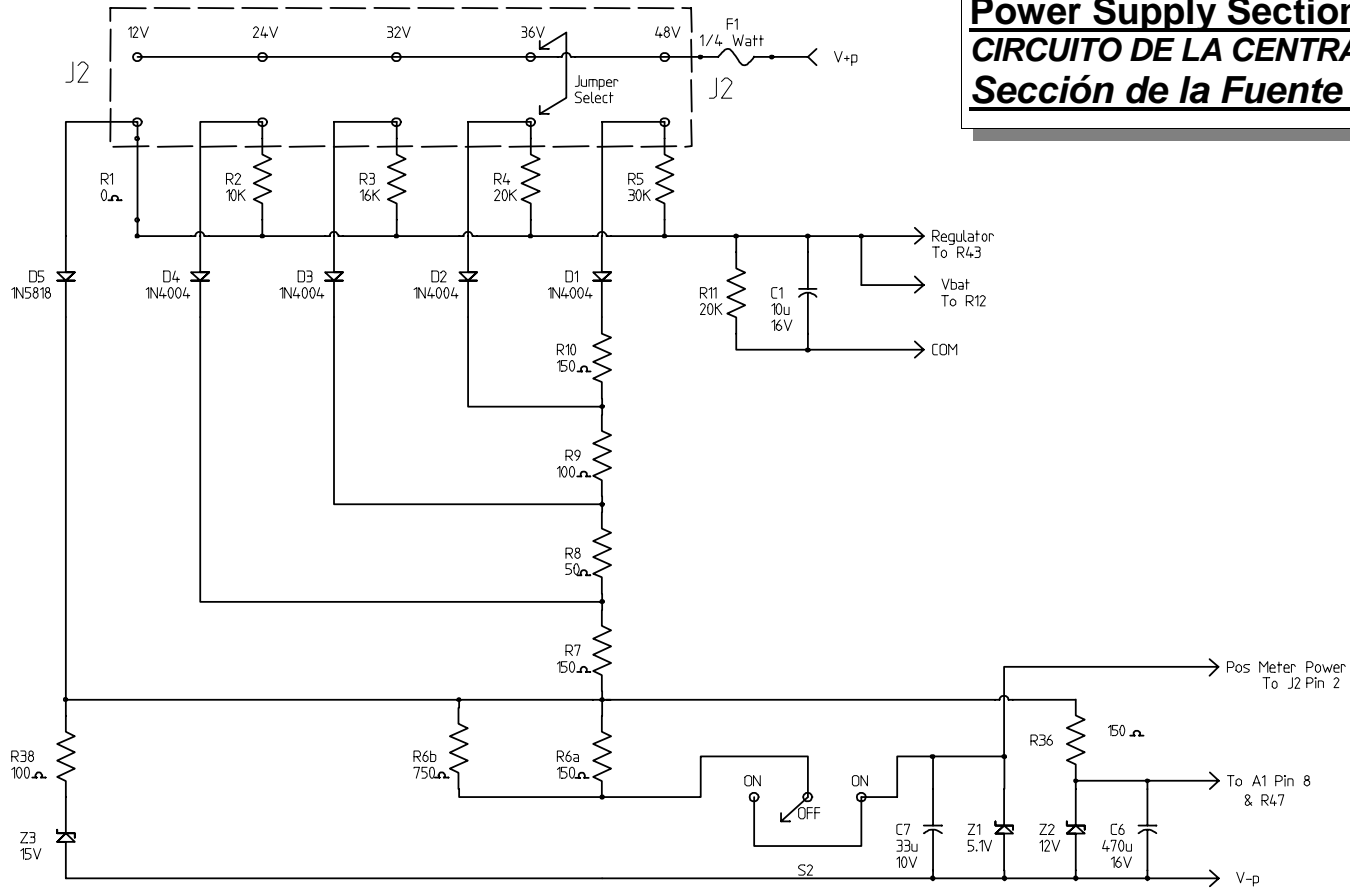 Power Supply Section
CIRCUITO DE LA CENTRA
Sección de la Fuente
12V
24V
32V
36V
48V
F1
1/4 Watt
V+p
J2
Jumper
Select
J2
R1
0Ω
R2
10K
R3
16K
R4
20K
R5
30K
Regulator
To R43
D5
1N5818
D4
1N4004
D3
1N4004
D2
1N4004
D1
1N4004
R11
20K
C1
10u
16V
Vbat
To R12
COM
R10
150Ω
R9
100Ω
R8
50Ω
R7
150Ω
Pos Meter Power
To J2 Pin 2
R38
100Ω
R6b
750Ω
R6a
150Ω
R36
150 Ω
ON
OFF
ON
To A1 Pin 8
& R47
Z3
15V
C7
33u
10V
Z1
5.1V
Z2
12V
C6
470u
16V
S2
V-p